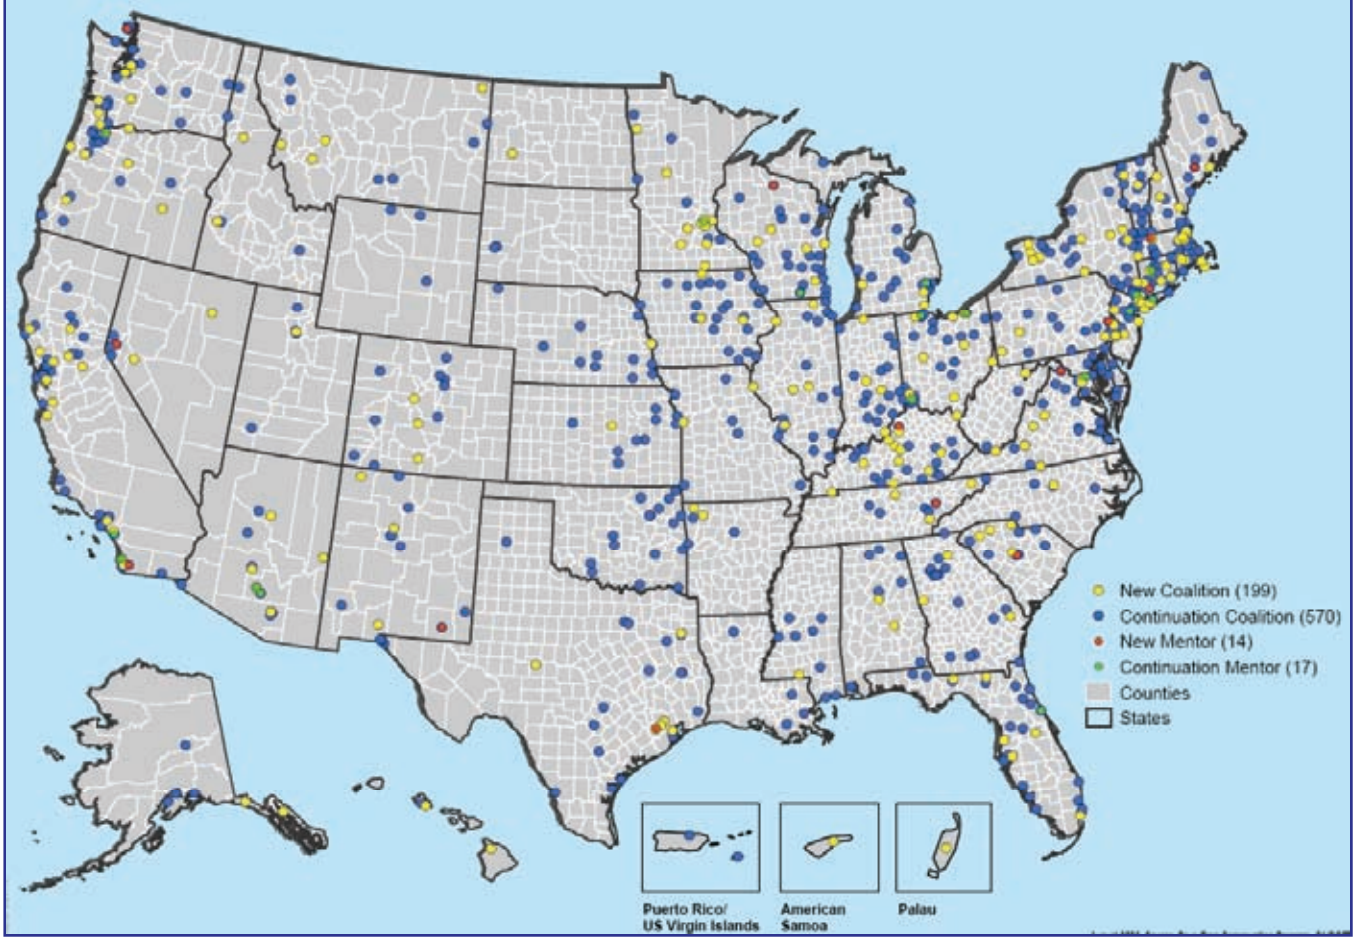 New Coalition (199)
Continuation Coalition (570)
New Mentor (14)
Continuation Mentor (17)
Counties
States
Puerto Rico/
US Virgin Islands
American
Samoa
Palau